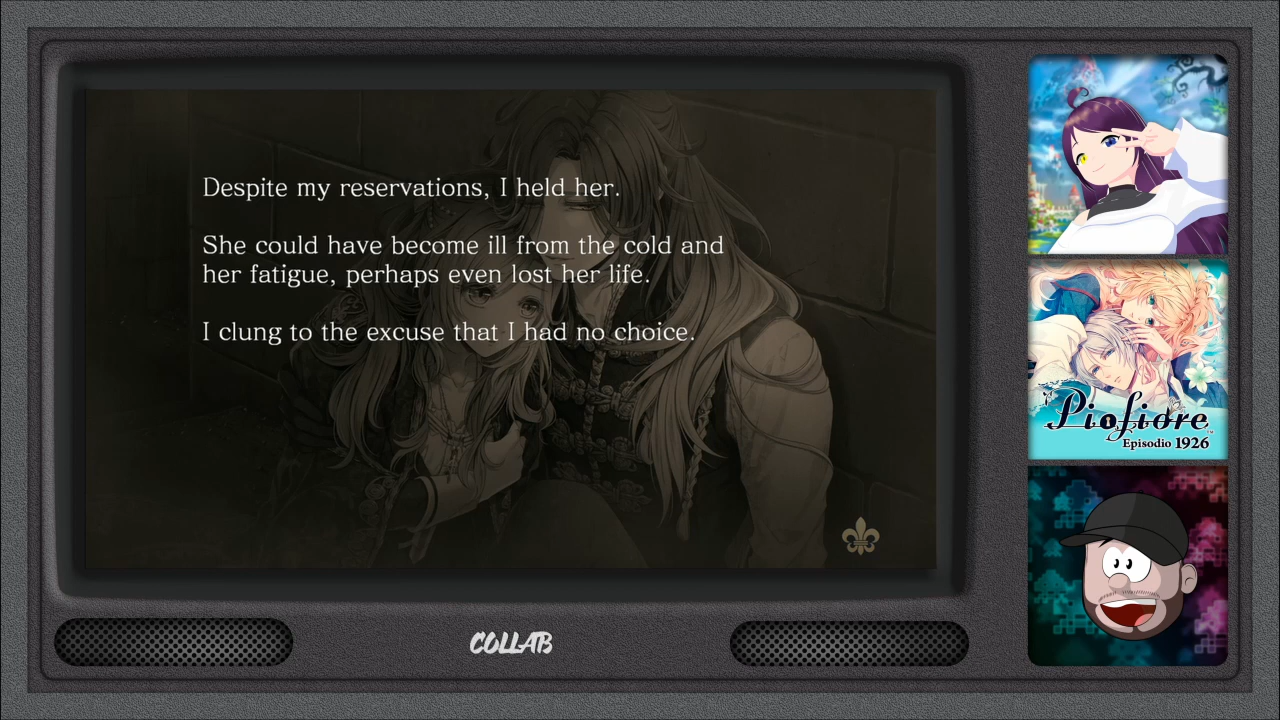 Despite my reservations, I held her.
She could have become ill from the cold and
her fatigue, perhaps even lost her life.
I clung to the excuse that I had no choice.
Piofiore
Episodio 1926
COLLAB